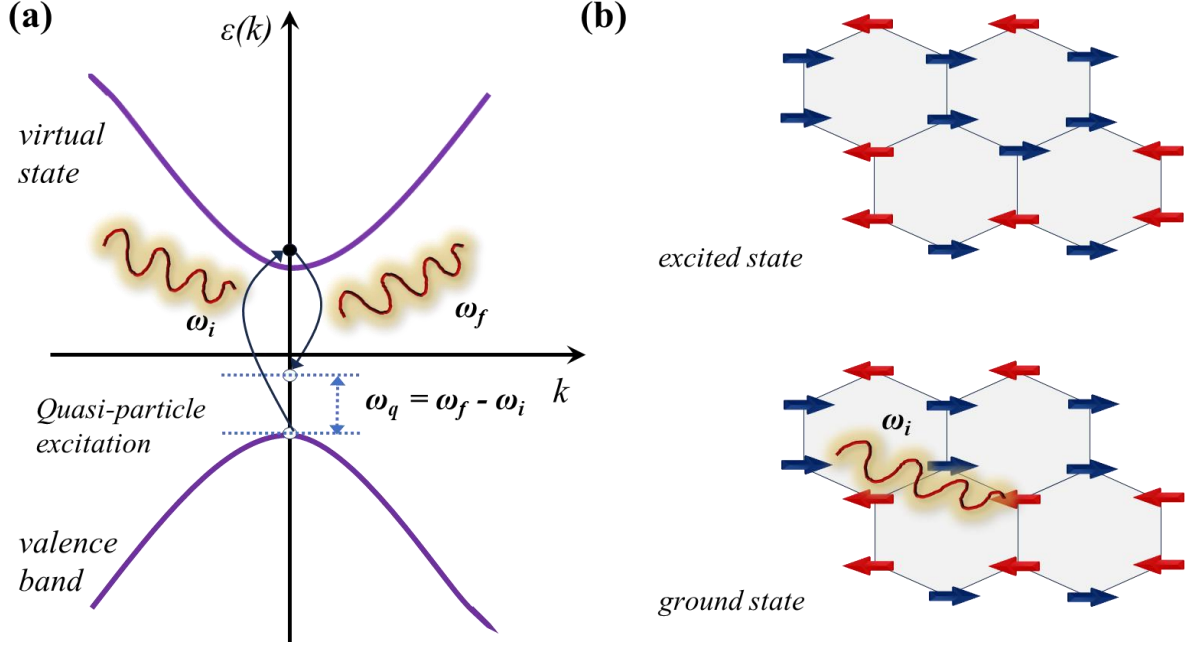 (a)
ε(k)
virtual
state
ω_i
ω_f
k
Quasi-particle
excitation
ω_q = ω_f - ω_i
valence
band
(b)
excited state
ω_i
ground state